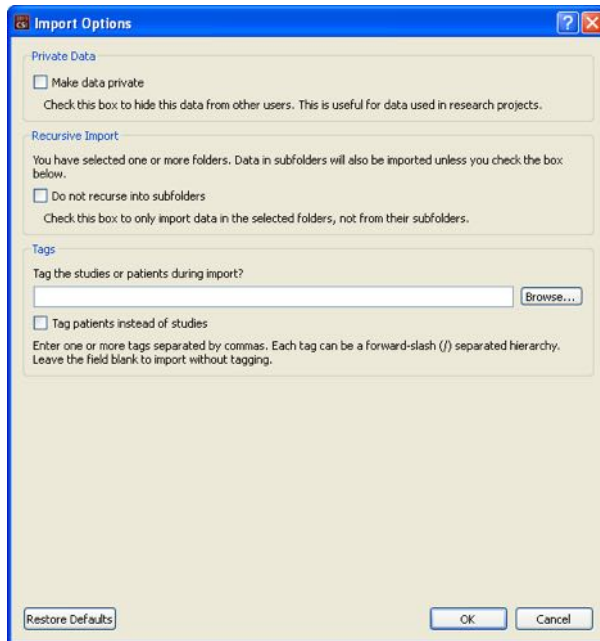 Import Options
Private Data
Make data private
Check this box to hide this data from other users. This is useful for data used in research projects.
Recursive Import
You have selected one or more folders. Data in subfolders will also be imported unless you check the box
below.
Do not recurse into subfolders
Check this box to only import data in the selected folders, not from their subfolders.
Tags
Tag the studies or patients during import?
Browse...
Tag patients instead of studies
Enter one or more tags separated by commas. Each tag can be a forward-slash (/) separated hierarchy.
Leave the field blank to import without tagging.
Restore Defaults OK Cancel